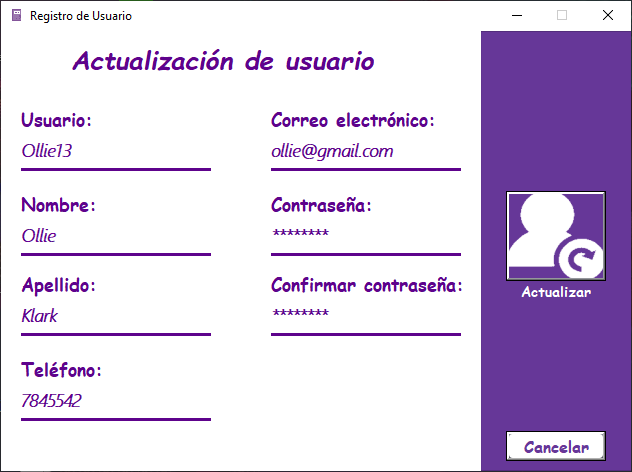 Registro de Usuario
Actualización de usuario
Usuario:
Ollie13
Correo electrónico:
ollie@gmail.com
Nombre:
Ollie
Contraseña:
********
Apellido:
Klark
Confirmar contraseña:
********
Teléfono:
7845542
Actualizar
Cancelar